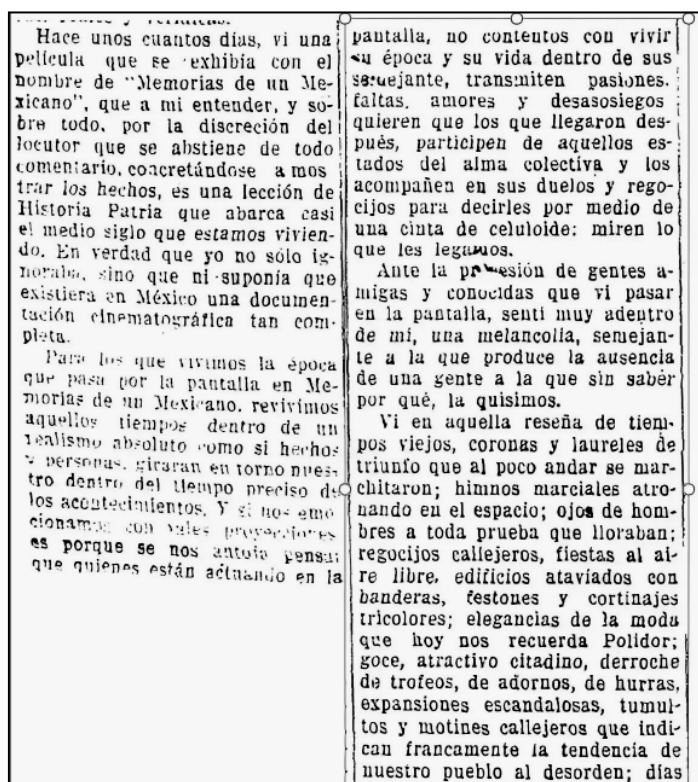 Hace unos cuantos días, vi una
película que se exhibía con el
nombre de "Memorias de un Me-
xicano", que a mi entender, y so-
bre todo, por la discreción del
locutor que se abstiene de todo
comentario, concretándose a mos
trar los hechos, es una lección de
Historia Patria que abarca casi
el medio siglo que estamos vivien-
do. En verdad que yo no sólo ig-
noraba, sino que ni suponía que
existiera en México una documen-
tación cinematográfica tan com-
pleta.
Para los que vivimos la época
que pasa por la pantalla en Me-
morias de un Mexicano, revivimos
aquellos tiempos dentro de un
realismo absoluto como si hechos
y personas, giraran en torno nues-
tro dentro del tiempo preciso de
los acontecimientos. Y si nos emo
cionamos con tales proyecciones
es porque se nos antoja pensar
que quienes están actuando en la
pantalla, no contentos con vivir
su época y su vida dentro de sus
semejante, transmiten pasiones,
faltas, amores y desasosiegos
quieren que los que llegaron des-
pués, participen de aquellos es-
tados del alma colectiva y los
acompañen en sus duelos y rego-
cijos para decirles por medio de
una cinta de celuloide: miren lo
que les legamos.
Ante la procesión de gentes a-
migas y conocidas que vi pasar
en la pantalla, sentí muy adentro
de mí, una melancolía, semejan-
te a la que produce la ausencia
de una gente a la que sin saber
por qué, la quisimos.
Vi en aquella reseña de tiem-
pos viejos, coronas y laureles de
triunfo que al poco andar se mar-
chitaron; himnos marciales atro-
nando en el espacio; ojos de hom-
bres a toda prueba que lloraban;
regocijos callejeros, fiestas al ai-
re libre, edificios ataviados con
banderas, festones y cortinajes
tricolores; elegancias de la moda
que hoy nos recuerda Polidor;
goce, atractivo citadino, derroche
de trofeos, de adornos, de hurras,
expansiones escandalosas, tumul-
tos y motines callejeros que indi-
can francamente la tendencia de
nuestro pueblo al desorden; días